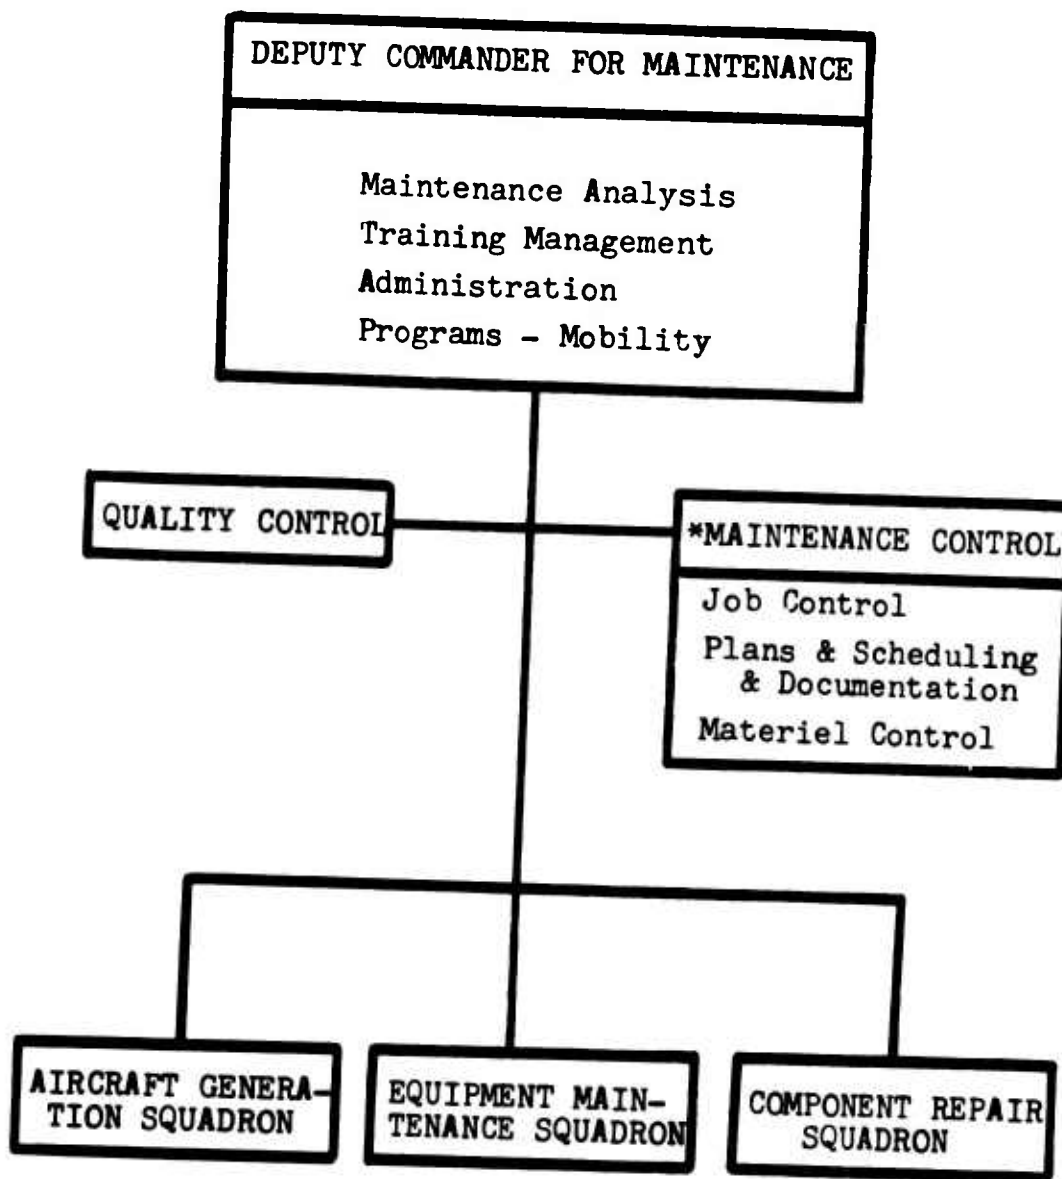 DEPUTY COMMANDER FOR MAINTENANCE
Maintenance Analysis
Training Management
Administration
Programs - Mobility
QUALITY CONTROL
*MAINTENANCE CONTROL
Job Control
Plans & Scheduling
& Documentation
Materiel Control
AIRCRAFT GENERA-
TION SQUADRON
EQUIPMENT MAIN-
TENANCE SQUADRON
COMPONENT REPAIR
SQUADRON